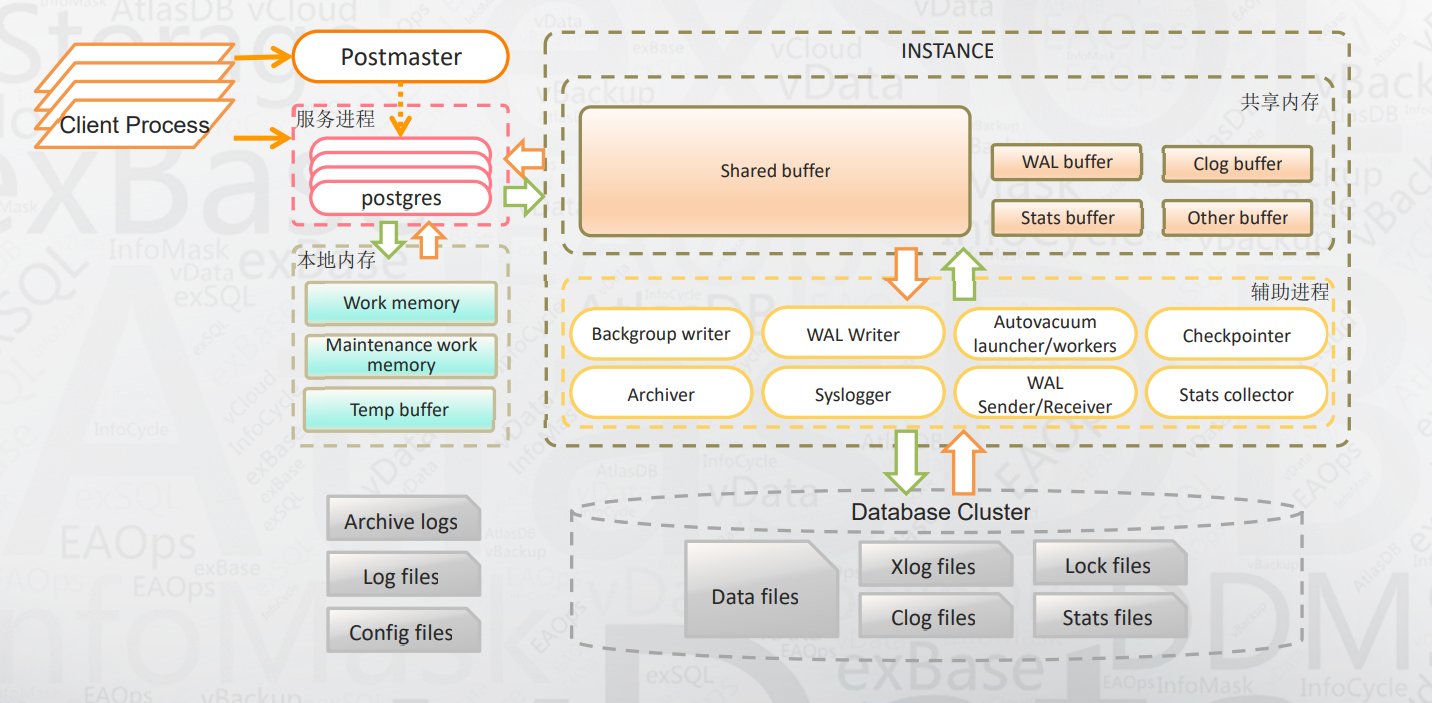 Postmaster
Client Process
服务进程
postgres
本地内存
Work memory
Maintenance work
memory
Temp buffer
INSTANCE
共享内存
Shared buffer
WAL buffer
Clog buffer
Stats buffer
Other buffer
辅助进程
Backgroup writer
WAL Writer
Autovacuum
launcher/workers
Checkpointer
Archiver
Syslogger
WAL
Sender/Receiver
Stats collector
Archive logs
Log files
Config files
Database Cluster
Data files
Xlog files
Lock files
Clog files
Stats files